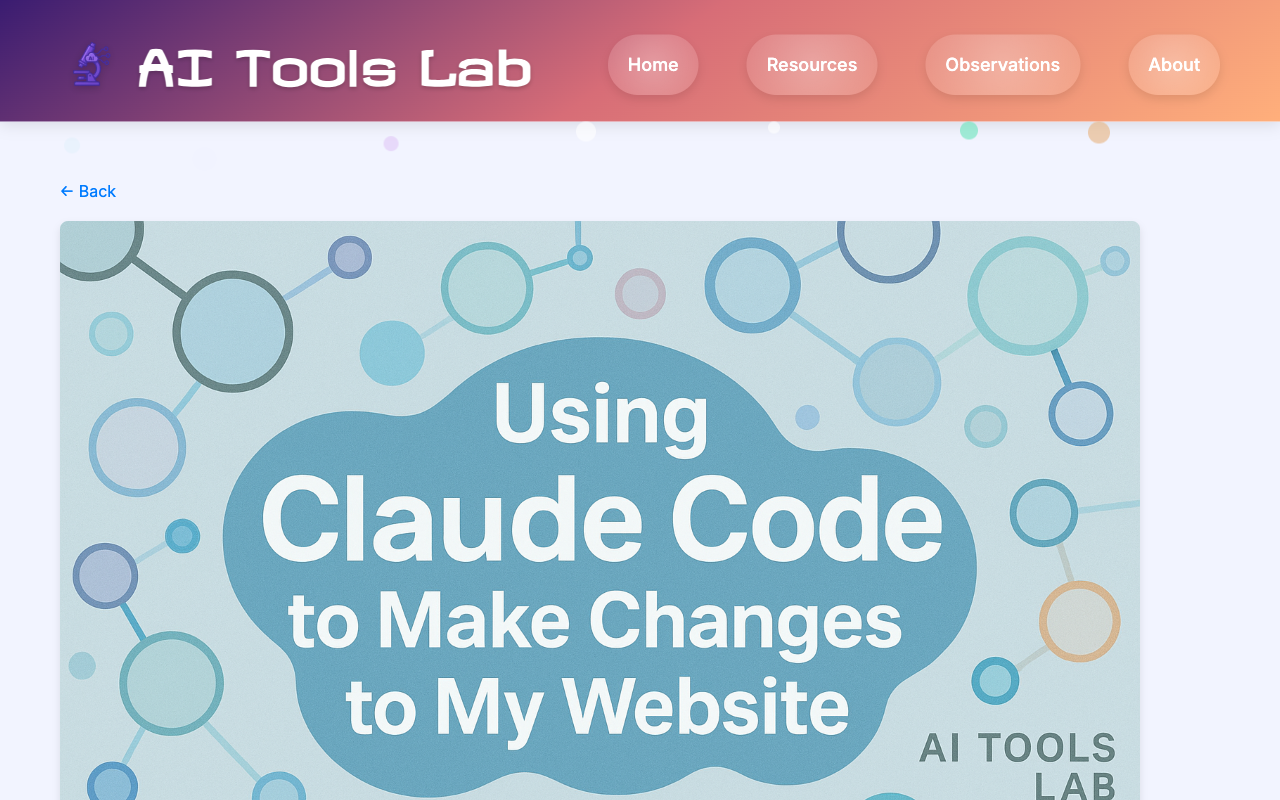 AI Tools Lab
Home
Resources
Observations
About
← Back
Using
Claude Code
to Make Changes
to My Website
AI TOOLS
LAB